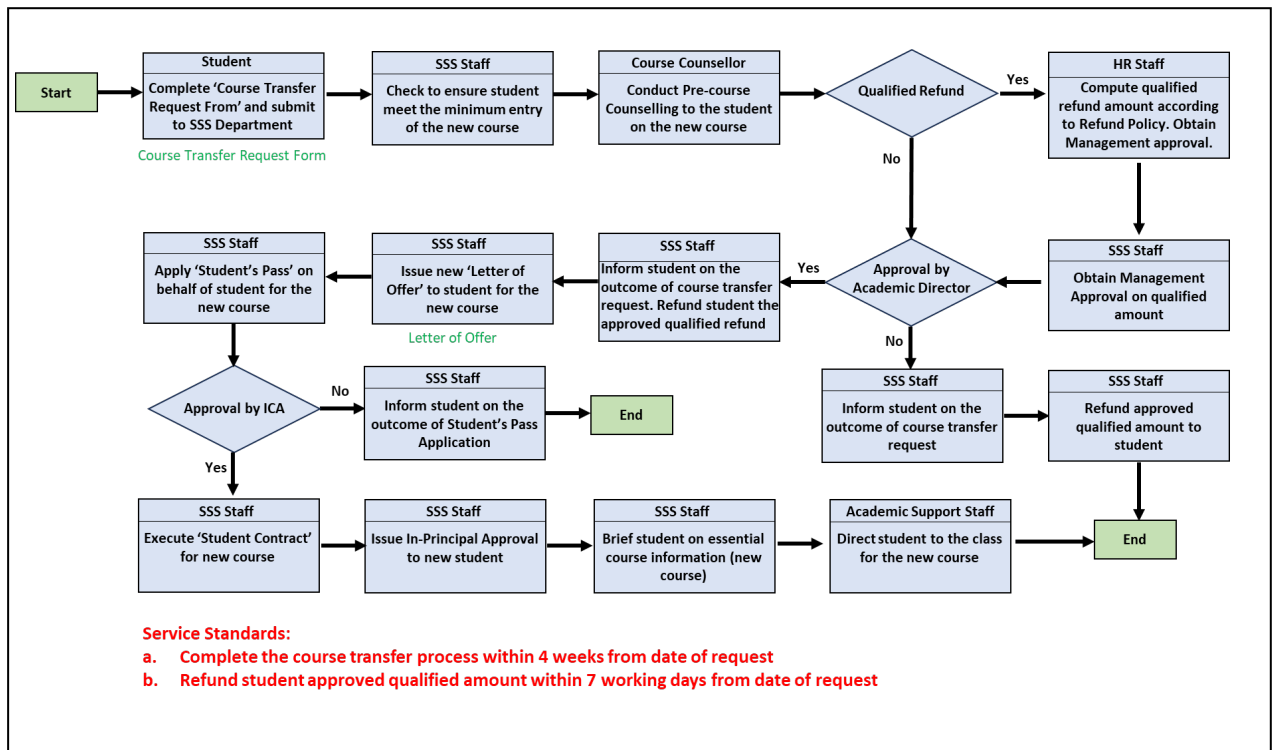 Start
Student
Complete ‘Course Transfer
Request From’ and submit
to SSS Department
Course Transfer Request Form
SSS Staff
Check to ensure student
meet the minimum entry
of the new course
Course Counsellor
Conduct Pre-course
Counselling to the student
on the new course
Qualified Refund
Yes
No
HR Staff
Compute qualified
refund amount according
to Refund Policy. Obtain
Management approval.
SSS Staff
Obtain Management
Approval on qualified
amount
Approval by
Academic Director
Yes
No
SSS Staff
Inform student on the
outcome of course transfer
request. Refund student
the approved qualified refund
SSS Staff
Issue new ‘Letter of
Offer’ to student for the
new course
Letter of Offer
SSS Staff
Apply ‘Student’s Pass’ on
behalf of student for the
new course
Approval by ICA
No
Yes
SSS Staff
Inform student on the
outcome of Student’s Pass
Application
End
SSS Staff
Inform student on the
outcome of course transfer
request
SSS Staff
Refund approved
qualified amount to
student
SSS Staff
Execute ‘Student Contract’
for new course
SSS Staff
Issue In-Principal Approval
to new student
SSS Staff
Brief student on essential
course information (new
course)
Academic Support Staff
Direct student to the class
for the new course
End
Service Standards:
a. Complete the course transfer process within 4 weeks from date of request
b. Refund student approved qualified amount within 7 working days from date of request